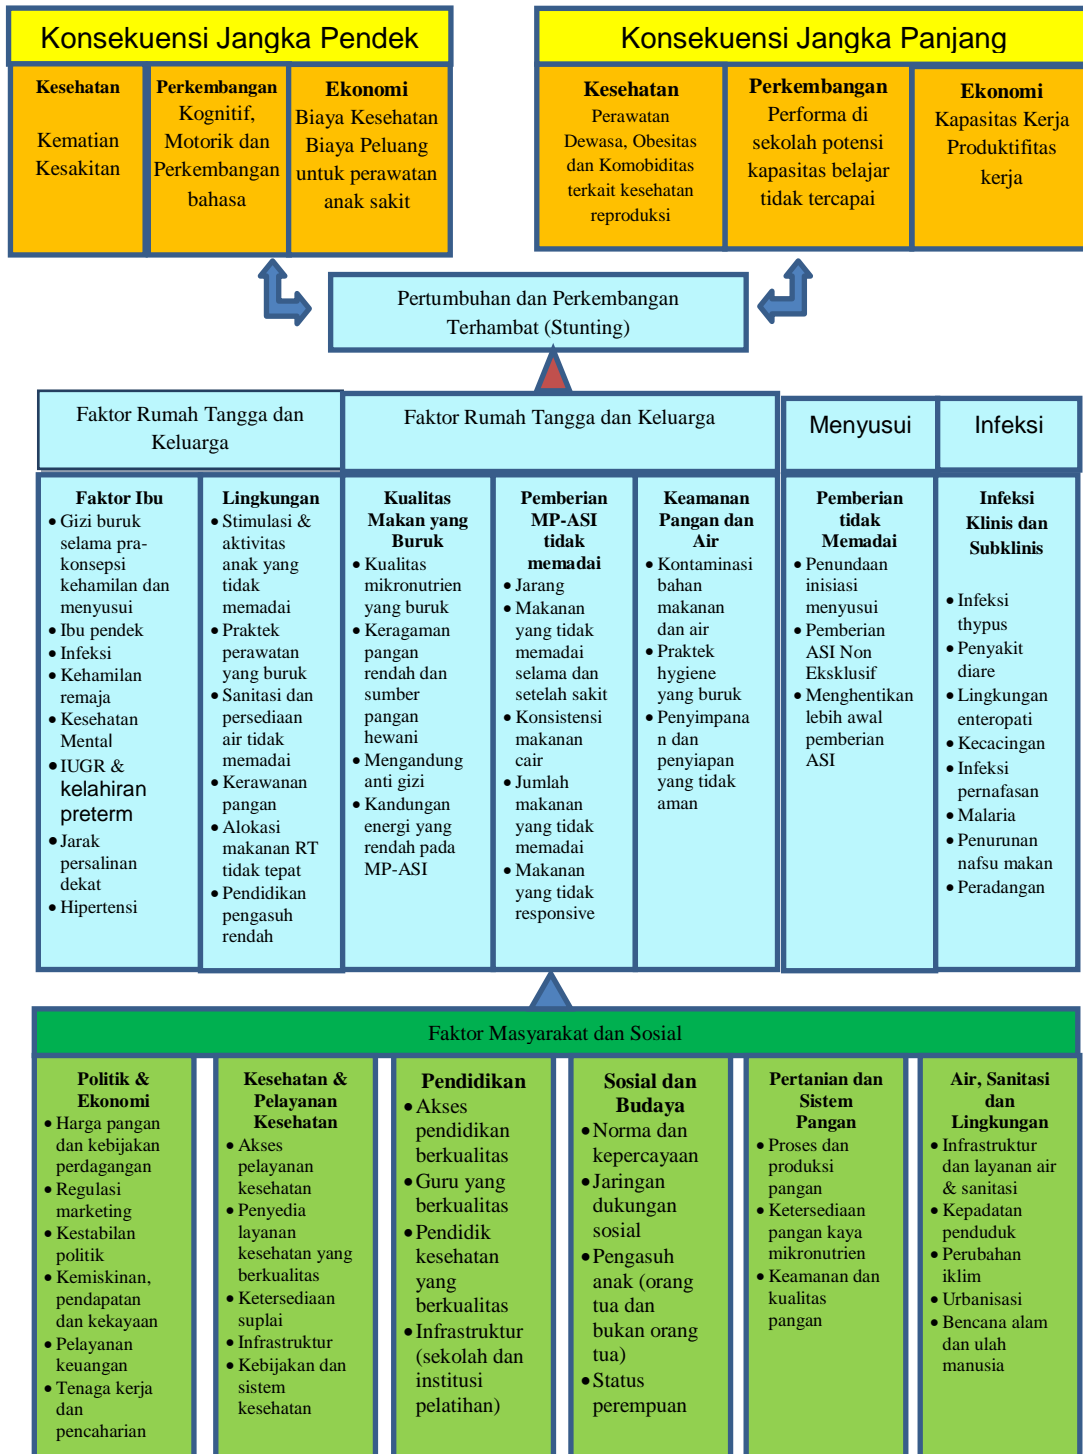 Konsekuensi Jangka Pendek
Kesehatan
Kematian
Kesakitan
Perkembangan
Kognitif,
Motorik dan
Perkembangan
bahasa
Ekonomi
Biaya Kesehatan
Biaya Peluang
untuk perawatan
anak sakit
Konsekuensi Jangka Panjang
Kesehatan
Perawatan
Dewasa, Obesitas
dan Komobiditas
terkait kesehatan
reproduksi
Perkembangan
Performa di
sekolah potensi
kapasitas belajar
tidak tercapai
Ekonomi
Kapasitas Kerja
Produktifitas
kerja
Pertumbuhan dan Perkembangan
Terhambat (Stunting)
Faktor Rumah Tangga dan
Keluarga
Faktor Rumah Tangga dan Keluarga
Menyusui
Infeksi
Faktor Ibu
• Gizi buruk
selama pra-
konsepsi
kehamilan dan
menyusui
• Ibu pendek
• Infeksi
• Kehamilan
remaja
• Kesehatan
Mental
• IUGR &
kelahiran
preterm
• Jarak
persalinan
dekat
• Hipertensi
Lingkungan
• Stimulasi &
aktivitas
anak yang
tidak
memadai
• Praktek
perawatan
yang buruk
• Sanitasi dan
persediaan
air tidak
memadai
• Kerawanan
pangan
• Alokasi
makanan RT
tidak tepat
• Pendidikan
pengasuh
rendah
Kualitas
Makan yang
Buruk
• Kualitas
mikronutrien
yang buruk
• Keragaman
pangan
rendah dan
sumber
pangan
hewani
• Mengandung
anti gizi
• Kandungan
energi yang
rendah pada
MP-ASI
Pemberian
MP-ASI
tidak
memadai
• Jarang
• Makanan
yang tidak
memadai
selama dan
setelah sakit
• Konsistensi
makanan
cair
• Jumlah
makanan
yang tidak
memadai
• Makanan
yang tidak
responsive
Keamanan
Pangan dan
Air
• Kontaminasi
bahan
makanan
dan air
• Praktek
hygiene
yang buruk
• Penyimpana
n dan
penyiapan
yang tidak
aman
Pemberian
tidak
Memadai
• Penundaan
inisiasi
menyusui
• Pemberian
ASI Non
Eksklusif
• Menghentikan
lebih awal
pemberian
ASI
Infeksi
Klinis dan
Subklinis
• Infeksi
thypus
• Penyakit
diare
• Lingkungan
enteropati
• Kecacingan
• Infeksi
pernafasan
• Malaria
• Penurunan
nafsu makan
• Peradangan
Faktor Masyarakat dan Sosial
Politik &
Ekonomi
• Harga pangan
dan kebijakan
perdagangan
• Regulasi
marketing
• Kestabilan
politik
• Kemiskinan,
pendapatan
dan kekayaan
• Pelayanan
keuangan
• Tenaga kerja
dan
pencaharian
Kesehatan &
Pelayanan
Kesehatan
• Akses
pelayanan
kesehatan
• Penyedia
layanan
kesehatan yang
berkualitas
• Ketersediaan
suplai
• Infrastruktur
• Kebijakan dan
sistem
kesehatan
Pendidikan
• Akses
pendidikan
berkualitas
• Guru yang
berkualitas
• Pendidik
kesehatan
yang
berkualitas
• Infrastruktur
(sekolah dan
institusi
pelatihan)
Sosial dan
Budaya
• Norma dan
kepercayaan
• Jaringan
dukungan
sosial
• Pengasuh
anak (orang
tua dan
bukan orang
tua)
• Status
perempuan
Pertanian dan
Sistem
Pangan
• Proses dan
produksi
pangan
• Ketersediaan
pangan kaya
mikronutrien
• Keamanan dan
kualitas
pangan
Air, Sanitasi
dan
Lingkungan
• Infrastruktur
dan layanan air
& sanitasi
• Kepadatan
penduduk
• Perubahan
iklim
• Urbanisasi
• Bencana alam
dan ulah
manusia